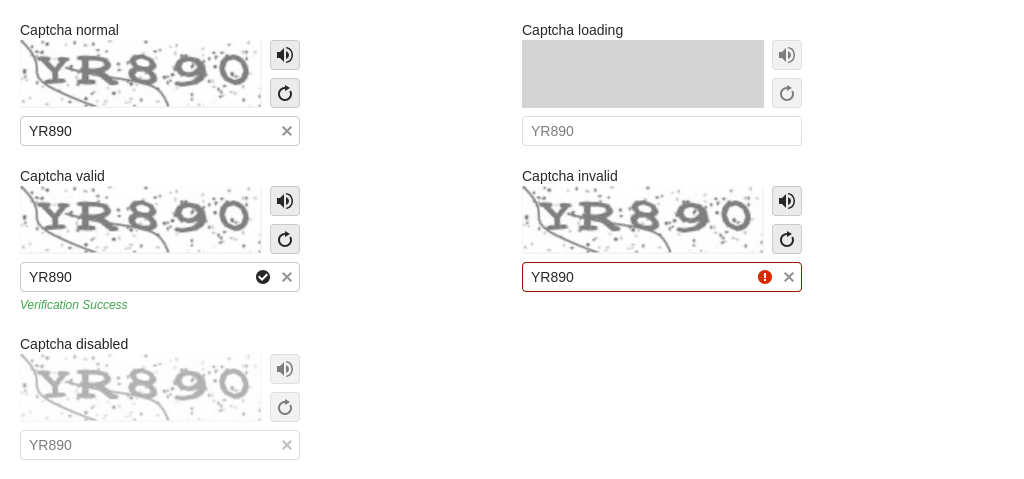 Captcha normal
YR890
YR890
Captcha loading
YR890
Captcha valid
YR890
YR890
Verification Success
Captcha invalid
YR890
YR890
Captcha disabled
YR890
YR890